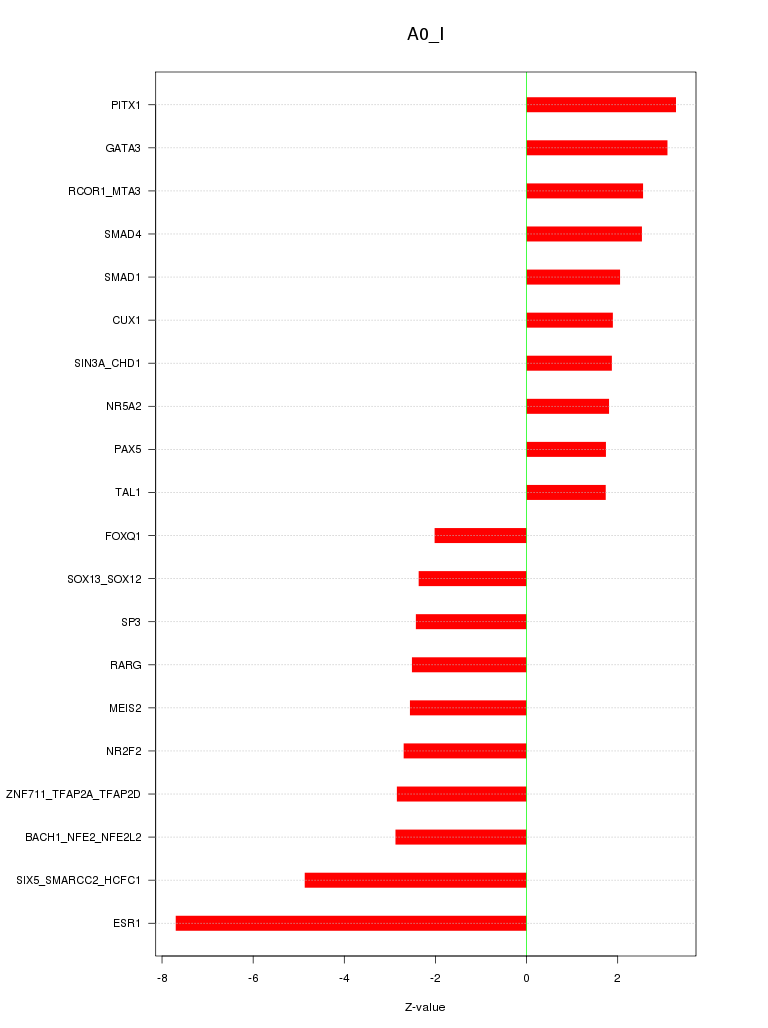 A0_I
PITX1
GATA3
RCOR1_MTA3
SMAD4
SMAD1
CUX1
SIN3A_CHD1
NR5A2
PAX5
TAL1
FOXQ1
SOX13_SOX12
SP3
RARG
MEIS2
NR2F2
ZNF711_TFAP2A_TFAP2D
BACH1_NFE2_NFE2L2
SIX5_SMARCC2_HCFC1
ESR1
-8 -6 -4 -2 0 2
Z-value